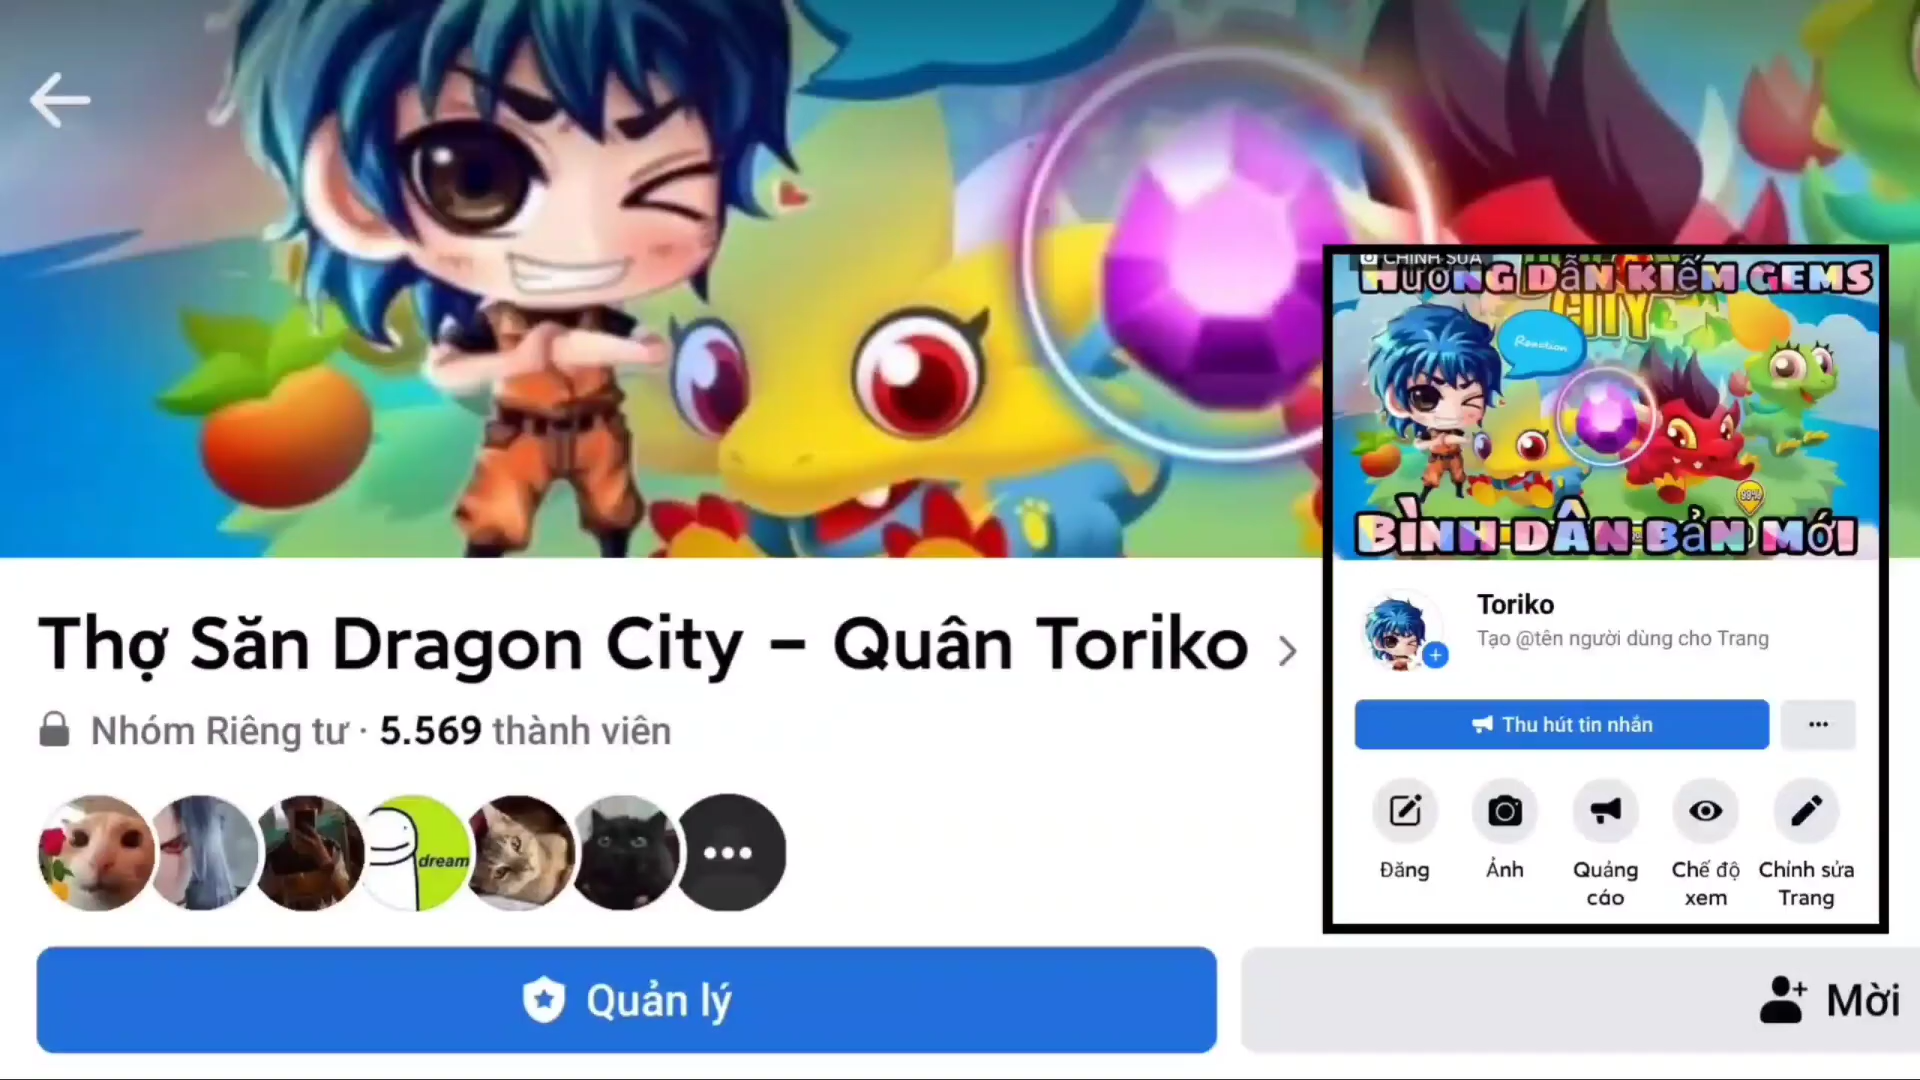 Thợ Săn Dragon City – Quân Toriko
Nhóm Riêng tư · 5.569 thành viên
dream
Quản lý
Mời
CHỈNH SỬA
HƯỚNG DẪN KIẾM GEMS
CITY
Reaction
BÌNH DÂN BẢN MỚI
Toriko
Tạo @tên người dùng cho Trang
Thu hút tin nhắn
Đăng
Ảnh
Quảng cáo
Chế độ xem
Chỉnh sửa Trang